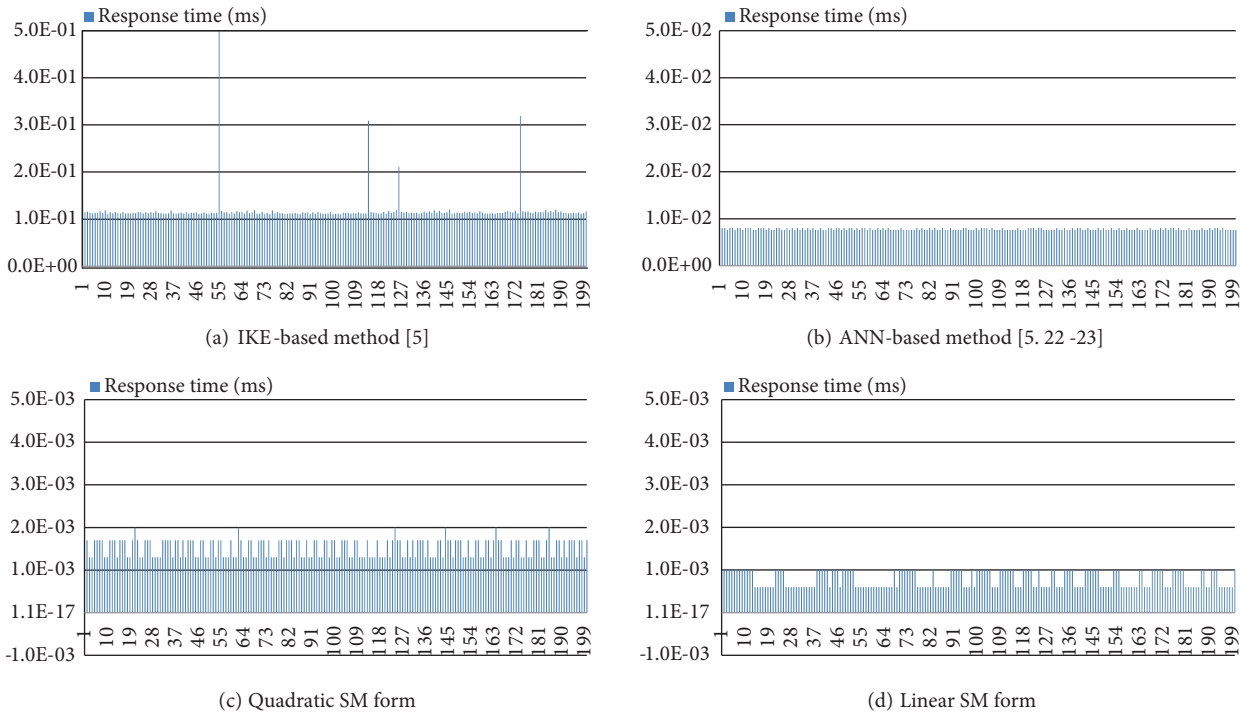 Response time (ms)
5.0E-01
4.0E-01
3.0E-01
2.0E-01
1.0E-01
0.0E+00
1 10 19 28 37 46 55 64 73 82 91 100 109 118 127 136 145 154 163 172 181 190 199
(a) IKE-based method [5]
Response time (ms)
5.0E-02
4.0E-02
3.0E-02
2.0E-02
1.0E-02
0.0E+00
1 10 19 28 37 46 55 64 73 82 91 100 109 118 127 136 145 154 163 172 181 190 199
(b) ANN-based method [5. 22 -23]
Response time (ms)
5.0E-03
4.0E-03
3.0E-03
2.0E-03
1.0E-03
1.1E-17
-1.0E-03
1 10 19 28 37 46 55 64 73 82 91 100 109 118 127 136 145 154 163 172 181 190 199
(c) Quadratic SM form
Response time (ms)
5.0E-03
4.0E-03
3.0E-03
2.0E-03
1.0E-03
1.1E-17
-1.0E-03
1 10 19 28 37 46 55 64 73 82 91 100 109 118 127 136 145 154 163 172 181 190 199
(d) Linear SM form